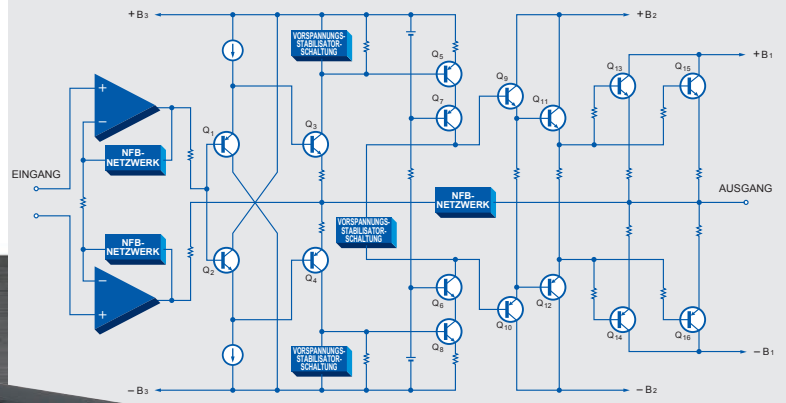 +B3
+B2
VORSPANNUNGS-
STABILISATOR-
SCHALTUNG
+B1
Q5
Q13
Q15
Q9
Q7
Q11
+
−
Q1
Q3
NFB-
NETZWERK
EINGANG
NFB-
NETZWERK
AUSGANG
VORSPANNUNGS-
STABILISATOR-
SCHALTUNG
NFB-
NETZWERK
Q2
Q4
−
+
Q6
Q12
Q10
Q14
Q16
Q8
VORSPANNUNGS-
STABILISATOR-
SCHALTUNG
−B1
−B3
−B2